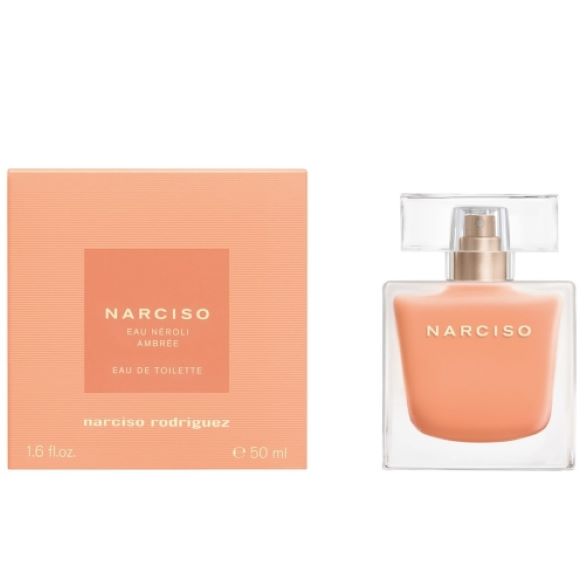 NARCISO
EAU NÉROLI
AMBRÉE
EAU DE TOILETTE
narciso rodriguez
1.6 fl.oz.
℮ 50 ml
NARCISO